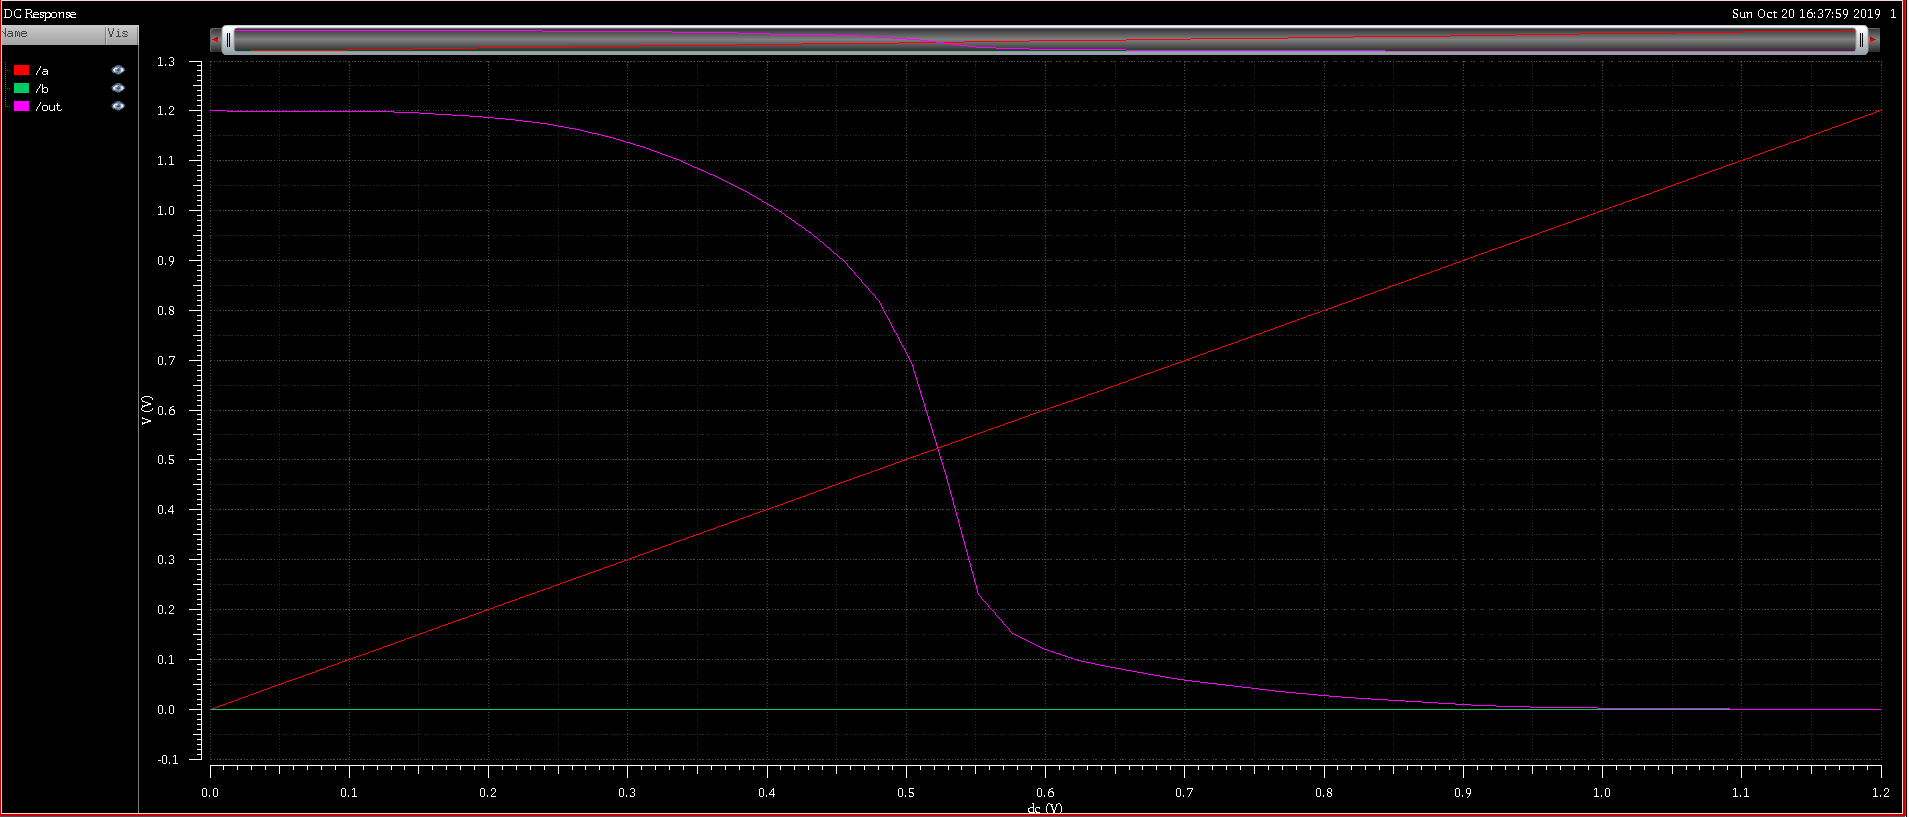 DC Response
Sun Oct 20 16:37:59 2019 1
Name Vis
/a
/b
/out
1.3
1.2
1.1
1.0
0.9
0.8
0.7
V (V)
0.6
0.5
0.4
0.3
0.2
0.1
0.0
-0.1
0.0 0.1 0.2 0.3 0.4 0.5 0.6 0.7 0.8 0.9 1.0 1.1 1.2
dc (V)